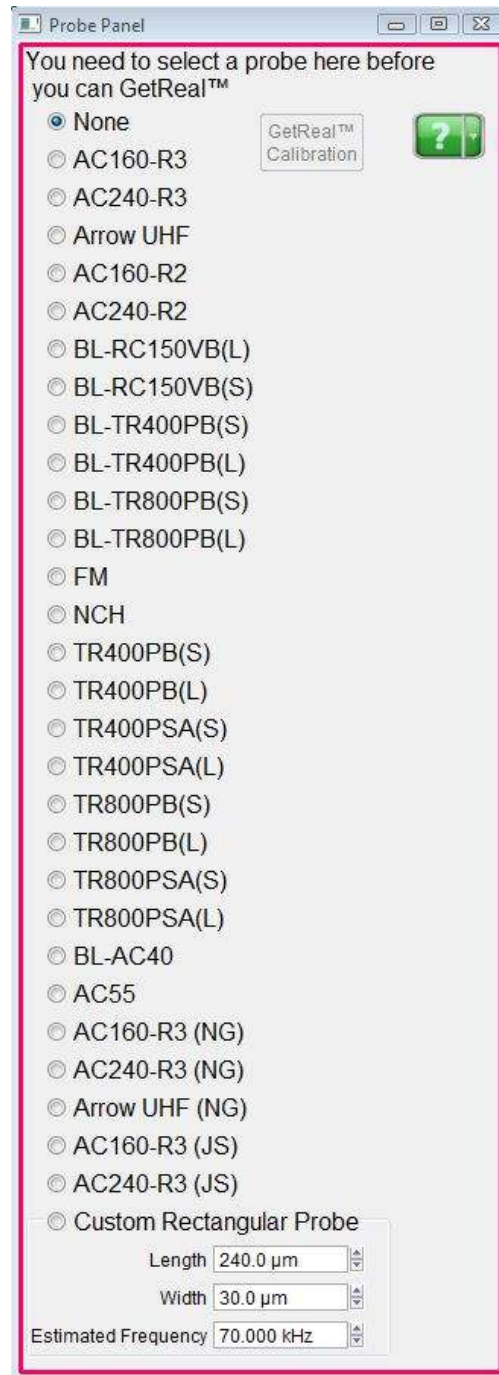 Probe Panel
You need to select a probe here before
you can GetReal™
None
GetReal™
Calibration
?
AC160-R3
AC240-R3
Arrow UHF
AC160-R2
AC240-R2
BL-RC150VB(L)
BL-RC150VB(S)
BL-TR400PB(S)
BL-TR400PB(L)
BL-TR800PB(S)
BL-TR800PB(L)
FM
NCH
TR400PB(S)
TR400PB(L)
TR400PSA(S)
TR400PSA(L)
TR800PB(S)
TR800PB(L)
TR800PSA(S)
TR800PSA(L)
BL-AC40
AC55
AC160-R3 (NG)
AC240-R3 (NG)
Arrow UHF (NG)
AC160-R3 (JS)
AC240-R3 (JS)
Custom Rectangular Probe
Length 240.0 µm
Width 30.0 µm
Estimated Frequency 70.000 kHz